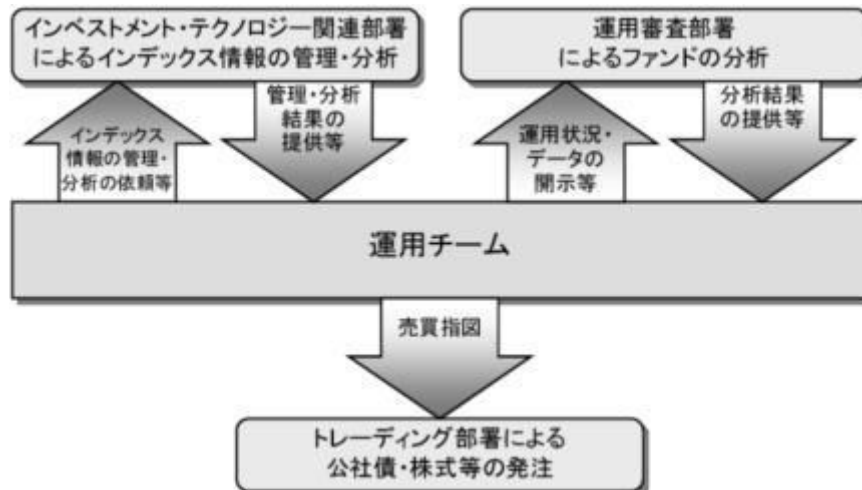 インベストメント・テクノロジー関連部署
によるインデックス情報の管理・分析
運用審査部署
によるファンドの分析
インデックス
情報の管理・
分析の依頼等
管理・分析
結果の
提供等
運用状況・
データの
開示等
分析結果
の提供等
運用チーム
売買指図
トレーディング部署による
公社債・株式等の発注